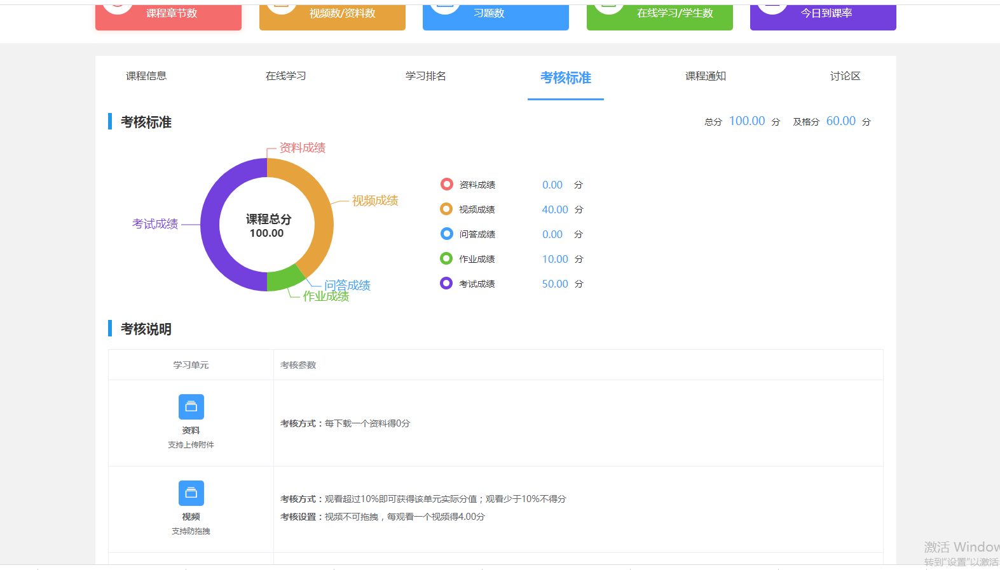 课程章节数
视频数/资料数
习题数
在线学习/学生数
今日到课率
课程信息
在线学习
学习排名
考核标准
课程通知
讨论区
考核标准
总分 100.00 分 及格分 60.00 分
资料成绩
视频成绩
考试成绩
课程总分
100.00
问答成绩
作业成绩
资料成绩 0.00 分
视频成绩 40.00 分
问答成绩 0.00 分
作业成绩 10.00 分
考试成绩 50.00 分
考核说明
学习单元
考核参数
资料
支持上传附件
考核方式：每下载一个资料得0分
视频
支持防拖拽
考核方式：观看超过10%即可获得该单元实际分值；观看少于10%不得分
考核设置：视频不可拖拽，每观看一个视频得4.00分
激活 Window
转到"设置"以激活